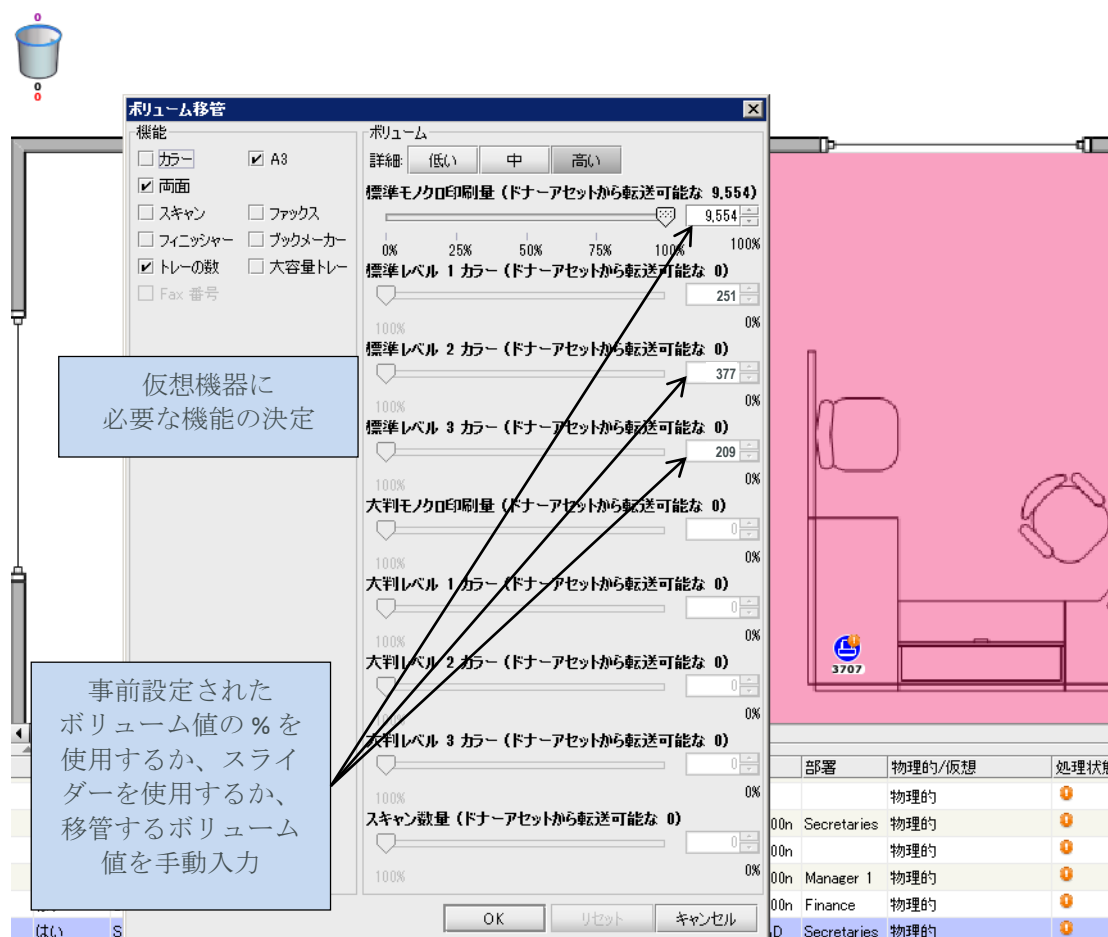 0
0
0
ボリューム移管
機能
カラー
A3
両面
スキャン
ファックス
フィニッシャー
ブックメーカー
トレーの数
大容量トレー
Fax 番号
ボリューム
詳細:
低い
中
高い
標準モノクロ印刷量 (ドナーアセットから転送可能な 9,554)
9,554
0%
25%
50%
75%
100%
100%
標準レベル 1 カラー (ドナーアセットから転送可能な 0)
251
100%
0%
標準レベル 2 カラー (ドナーアセットから転送可能な 0)
377
100%
0%
標準レベル 3 カラー (ドナーアセットから転送可能な 0)
209
100%
0%
大判モノクロ印刷量 (ドナーアセットから転送可能な 0)
0
100%
0%
大判レベル 1 カラー (ドナーアセットから転送可能な 0)
0
100%
0%
大判レベル 2 カラー (ドナーアセットから転送可能な 0)
0
0%
大判レベル 3 カラー (ドナーアセットから転送可能な 0)
0
100%
0%
スキャン数量 (ドナーアセットから転送可能な 0)
0
100%
0%
OK
リセット
キャンセル
仮想機器に
必要な機能の決定
事前設定された
ボリューム値の % を
使用するか、スライ
ダーを使用するか、
移管するボリューム
値を手動入力
3707
部署
物理的/仮想
処理状態
物理的
00n Secretaries 物理的
00n 物理的
00n Manager 1 物理的
00n Finance 物理的
はい S
D Secretaries 物理的